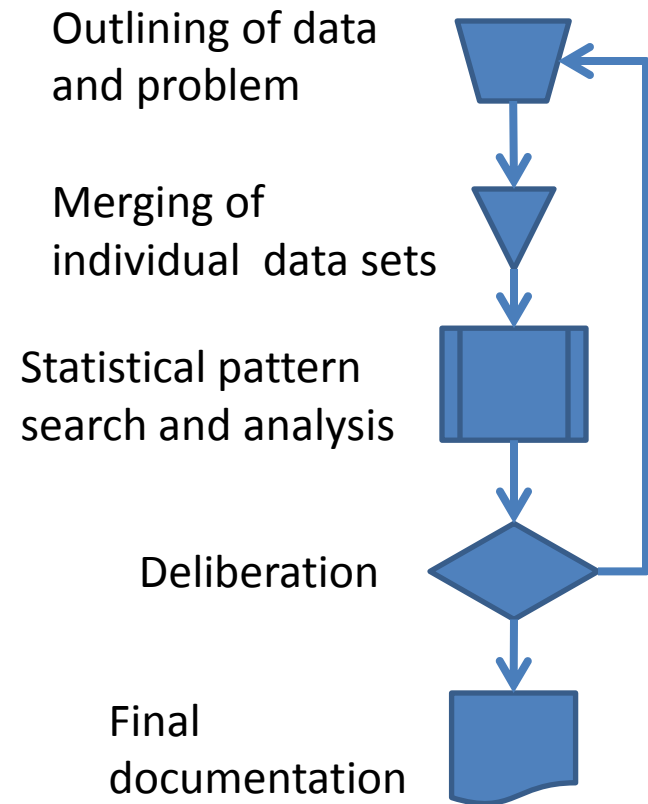 Outlining of data
and problem
Merging of
individual  data sets
Statistical pattern
search and analysis
Deliberation
Final
documentation